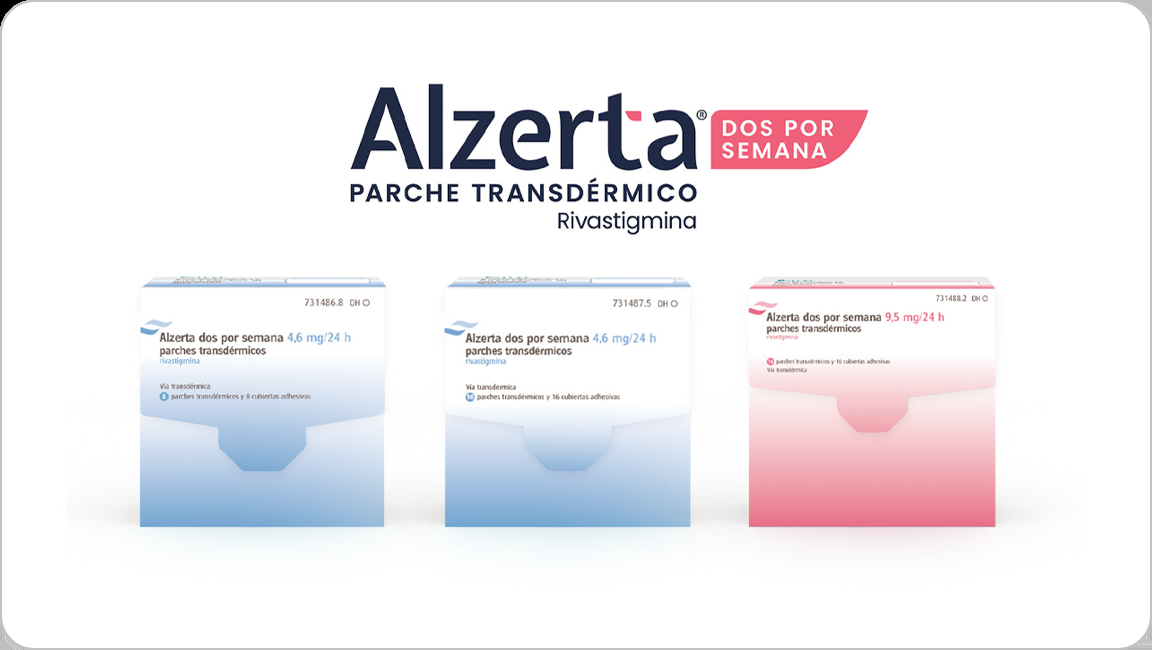 Alzerta®
DOS POR
SEMANA
PARCHE TRANSDÉRMICO
Rivastigmina
731486.8 DH
Alzerta dos por semana 4,6 mg/24 h
parches transdérmicos
rivastigmina
Vía transdérmica
8 parches transdérmicos y 8 cubiertas adhesivas
731487.5 DH
Alzerta dos por semana 4,6 mg/24 h
parches transdérmicos
rivastigmina
Vía transdérmica
16 parches transdérmicos y 16 cubiertas adhesivas
731488.2 DH
Alzerta dos por semana 9,5 mg/24 h
parches transdérmicos
rivastigmina
16 parches transdérmicos y 16 cubiertas adhesivas
Vía transdérmica